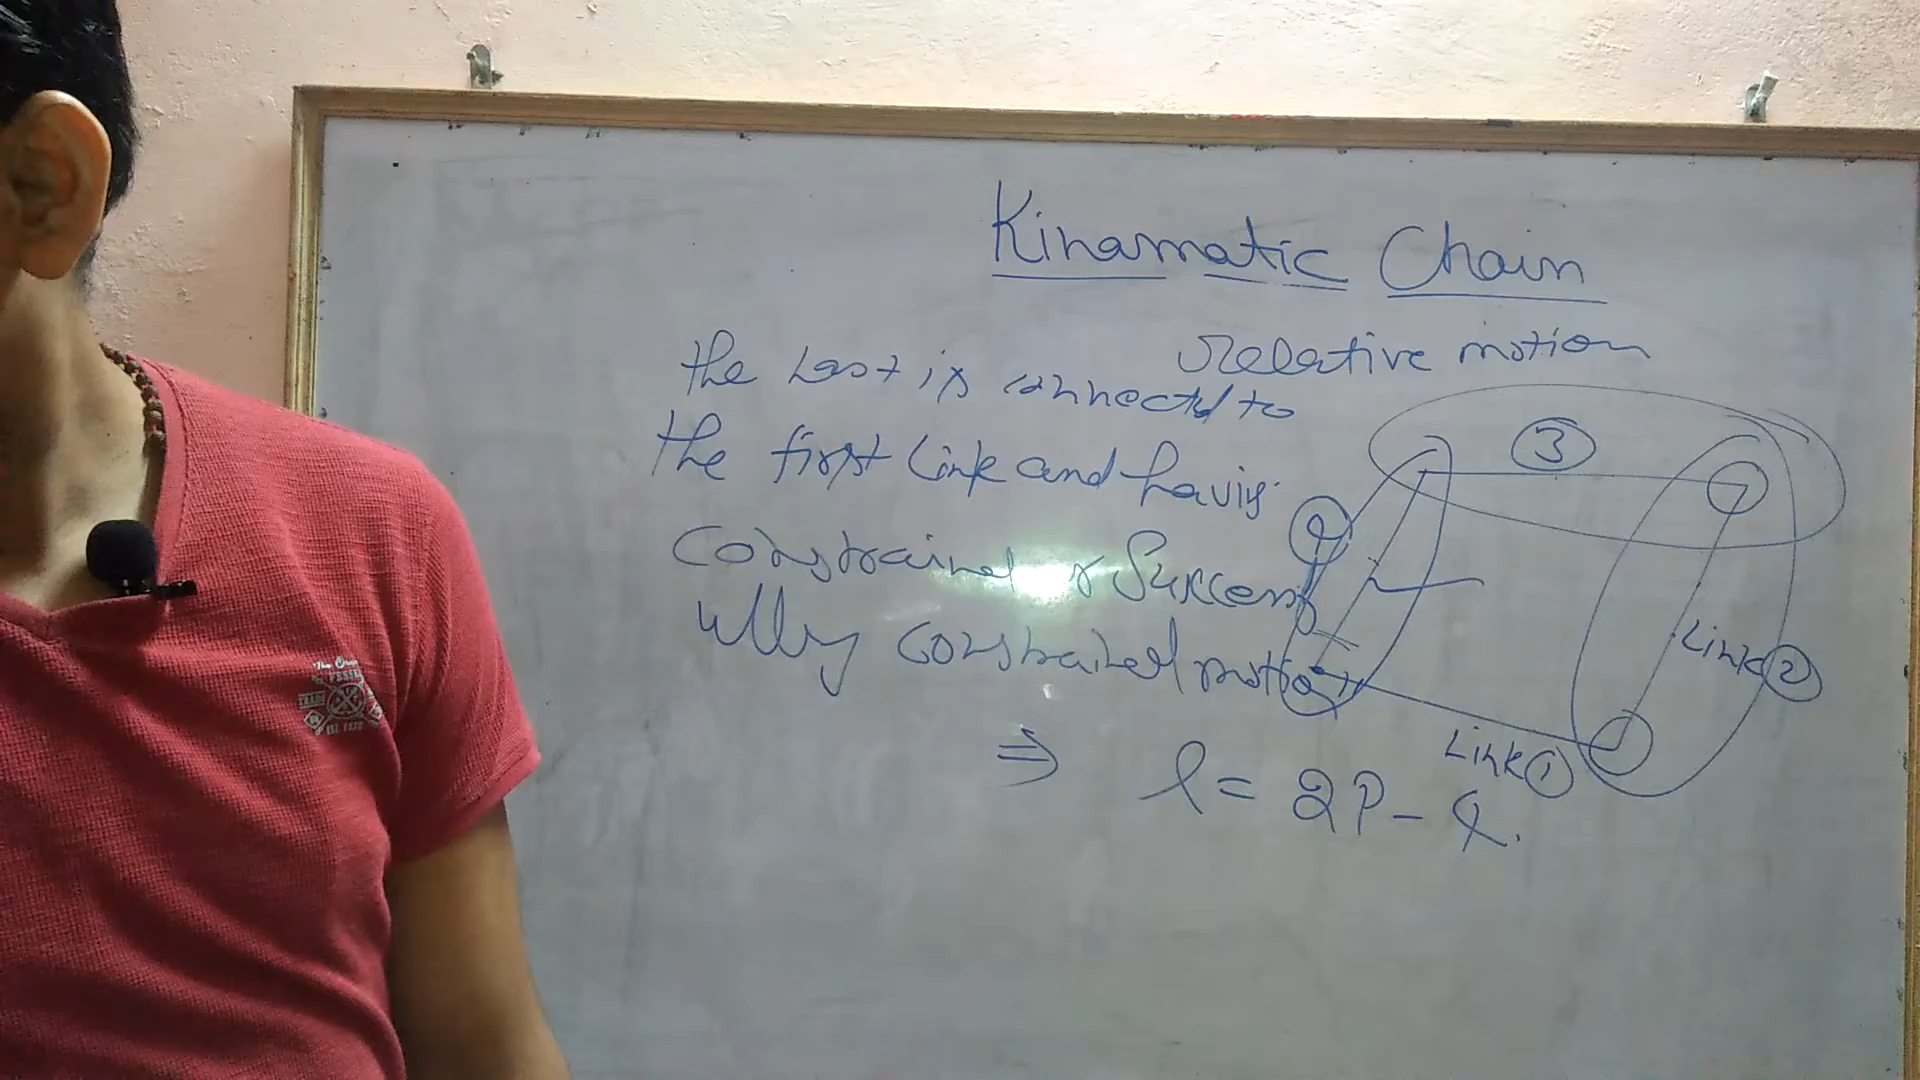 Kinamatic Chain
relative motion
the Last is connected to
the first Link and havig
Constrained & Successf
ully constrained motion
3
Link 2
Link 1
⇒ l = 2P - 4.